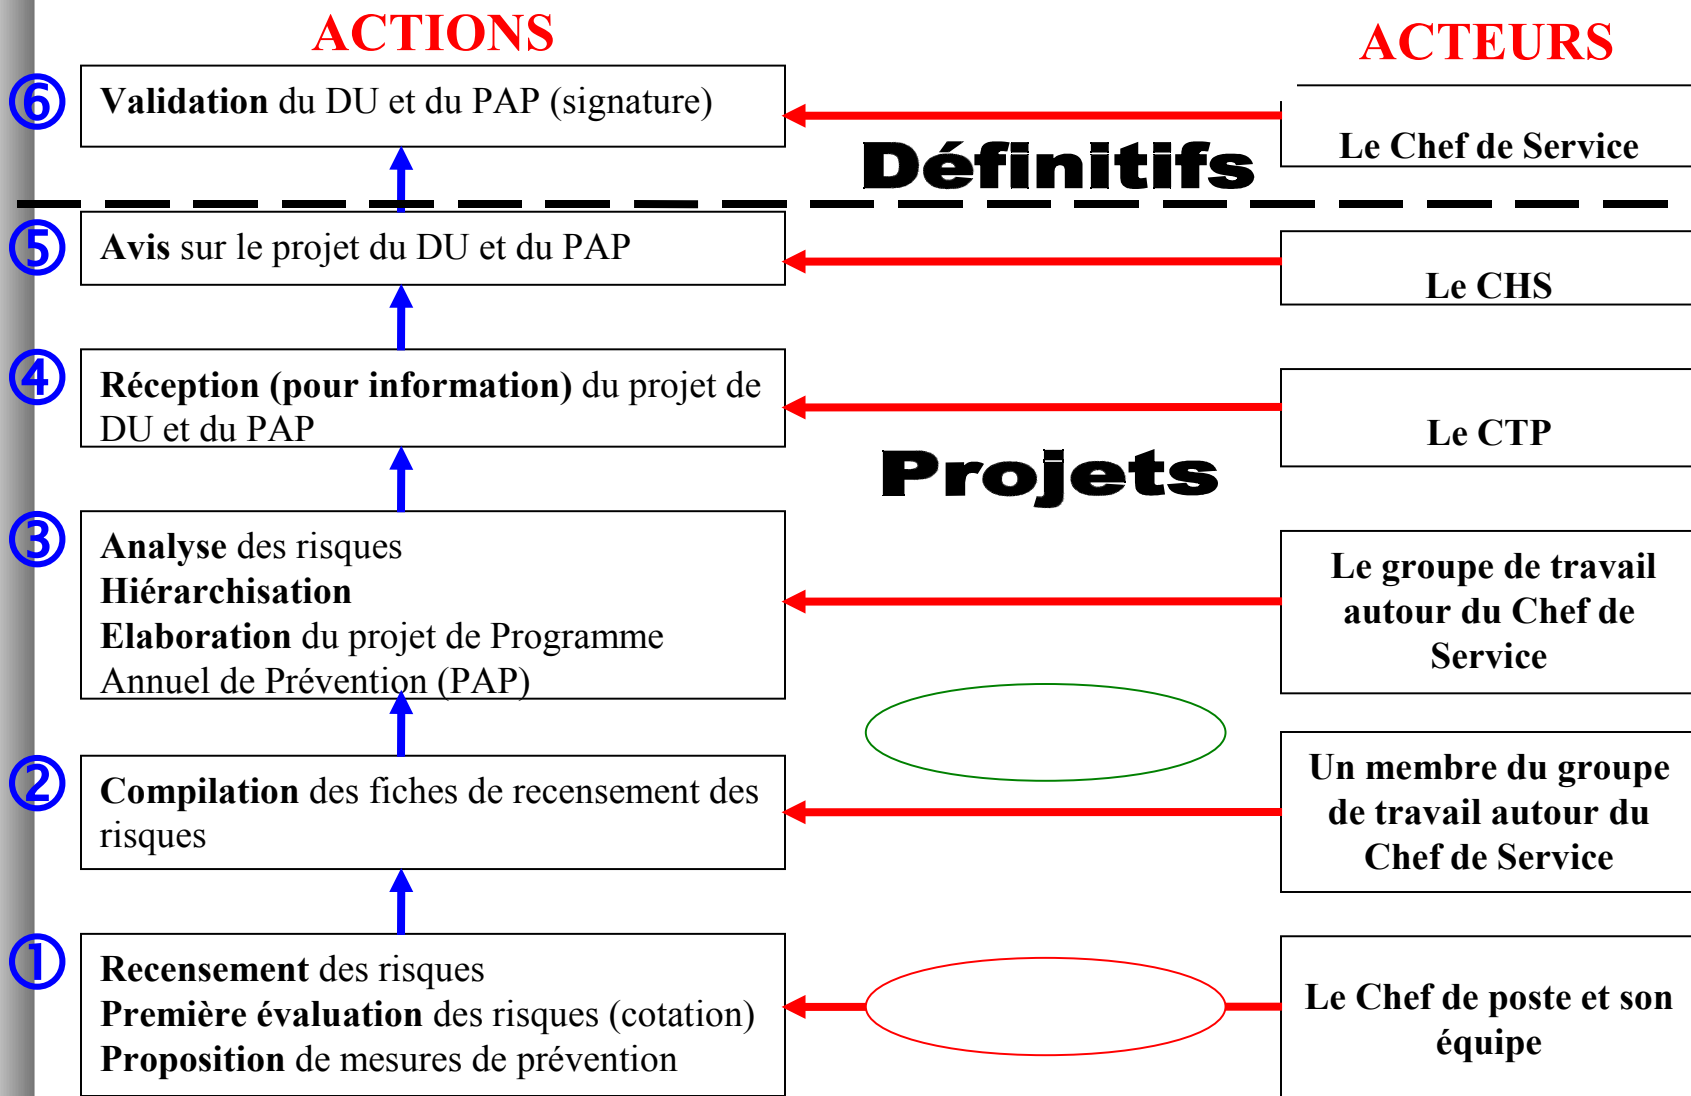 ACTIONS
ACTEURS
⑥
Validation du DU et du PAP (signature)
Le Chef de Service
Définitifs
⑤
Avis sur le projet du DU et du PAP
Le CHS
④
Réception (pour information) du projet de
DU et du PAP
Le CTP
Projets
③
Analyse des risques
Hiérarchisation
Elaboration du projet de Programme
Annuel de Prévention (PAP)
Le groupe de travail
autour du Chef de
Service
②
Compilation des fiches de recensement des
risques
Un membre du groupe
de travail autour du
Chef de Service
①
Recensement des risques
Première évaluation des risques (cotation)
Proposition de mesures de prévention
Le Chef de poste et son
équipe